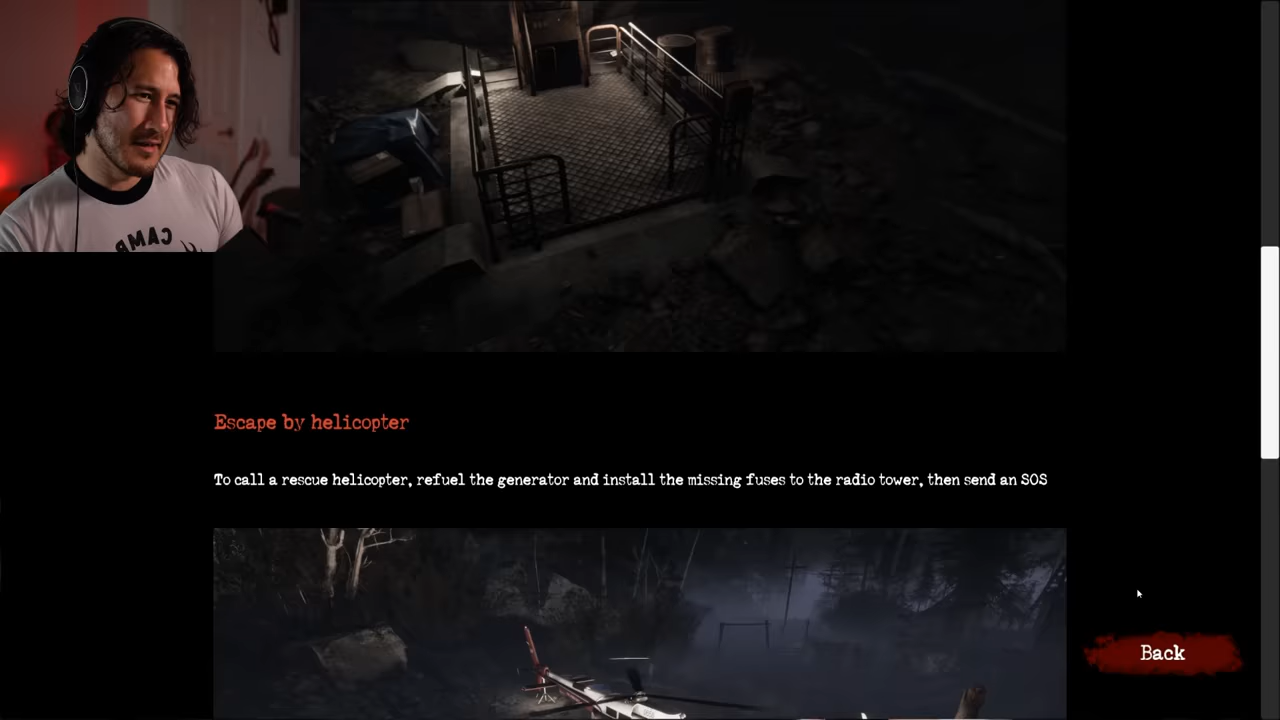 CAMP
Escape by helicopter
To call a rescue helicopter, refuel the generator and install the missing fuses to the radio tower, then send an SOS
Back